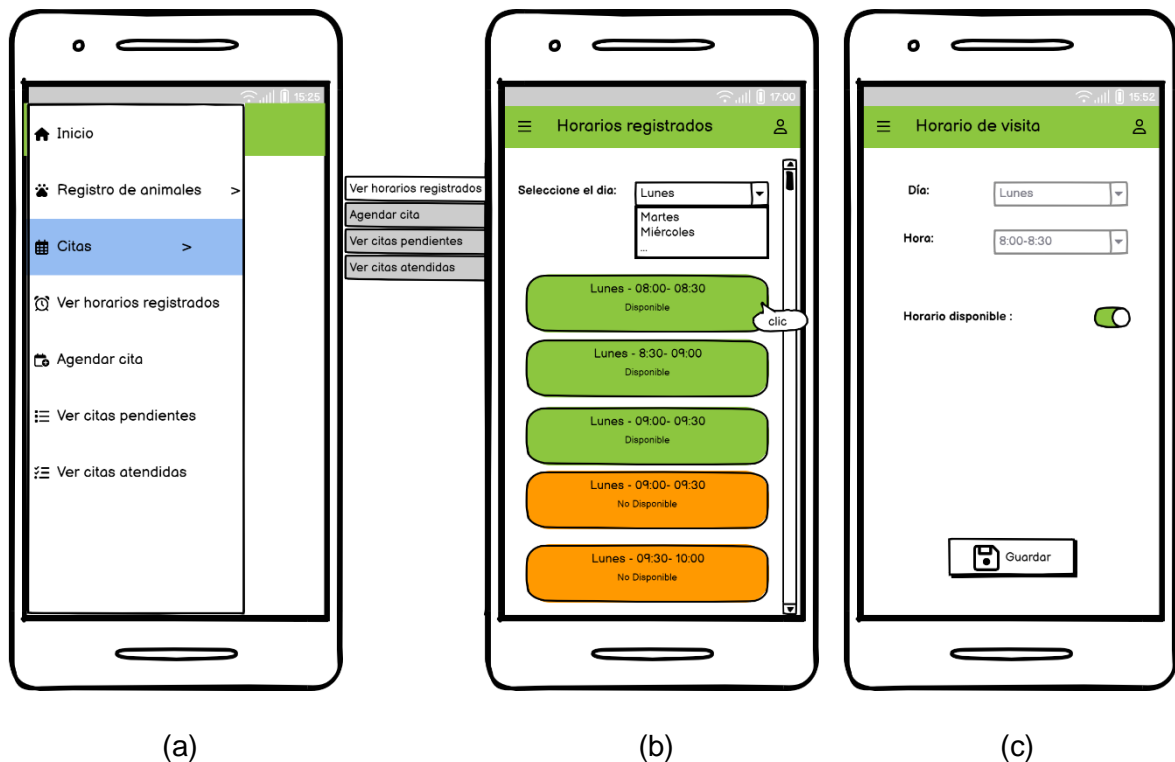 15:25
Inicio
Registro de animales >
Citas >
Ver horarios registrados
Agendar cita
Ver citas pendientes
Ver citas atendidas
Ver horarios registrados
Agendar cita
Ver citas pendientes
Ver citas atendidas
17:00
Horarios registrados
Seleccione el dia: Lunes
Martes
Miércoles
...
Lunes - 08:00- 08:30
Disponible
clic
Lunes - 8:30- 09:00
Disponible
Lunes - 09:00- 09:30
Disponible
Lunes - 09:00- 09:30
No Disponible
Lunes - 09:30- 10:00
No Disponible
15:52
Horario de visita
Día: Lunes
Hora: 8:00-8:30
Horario disponible :
Guardar
(a)
(b)
(c)